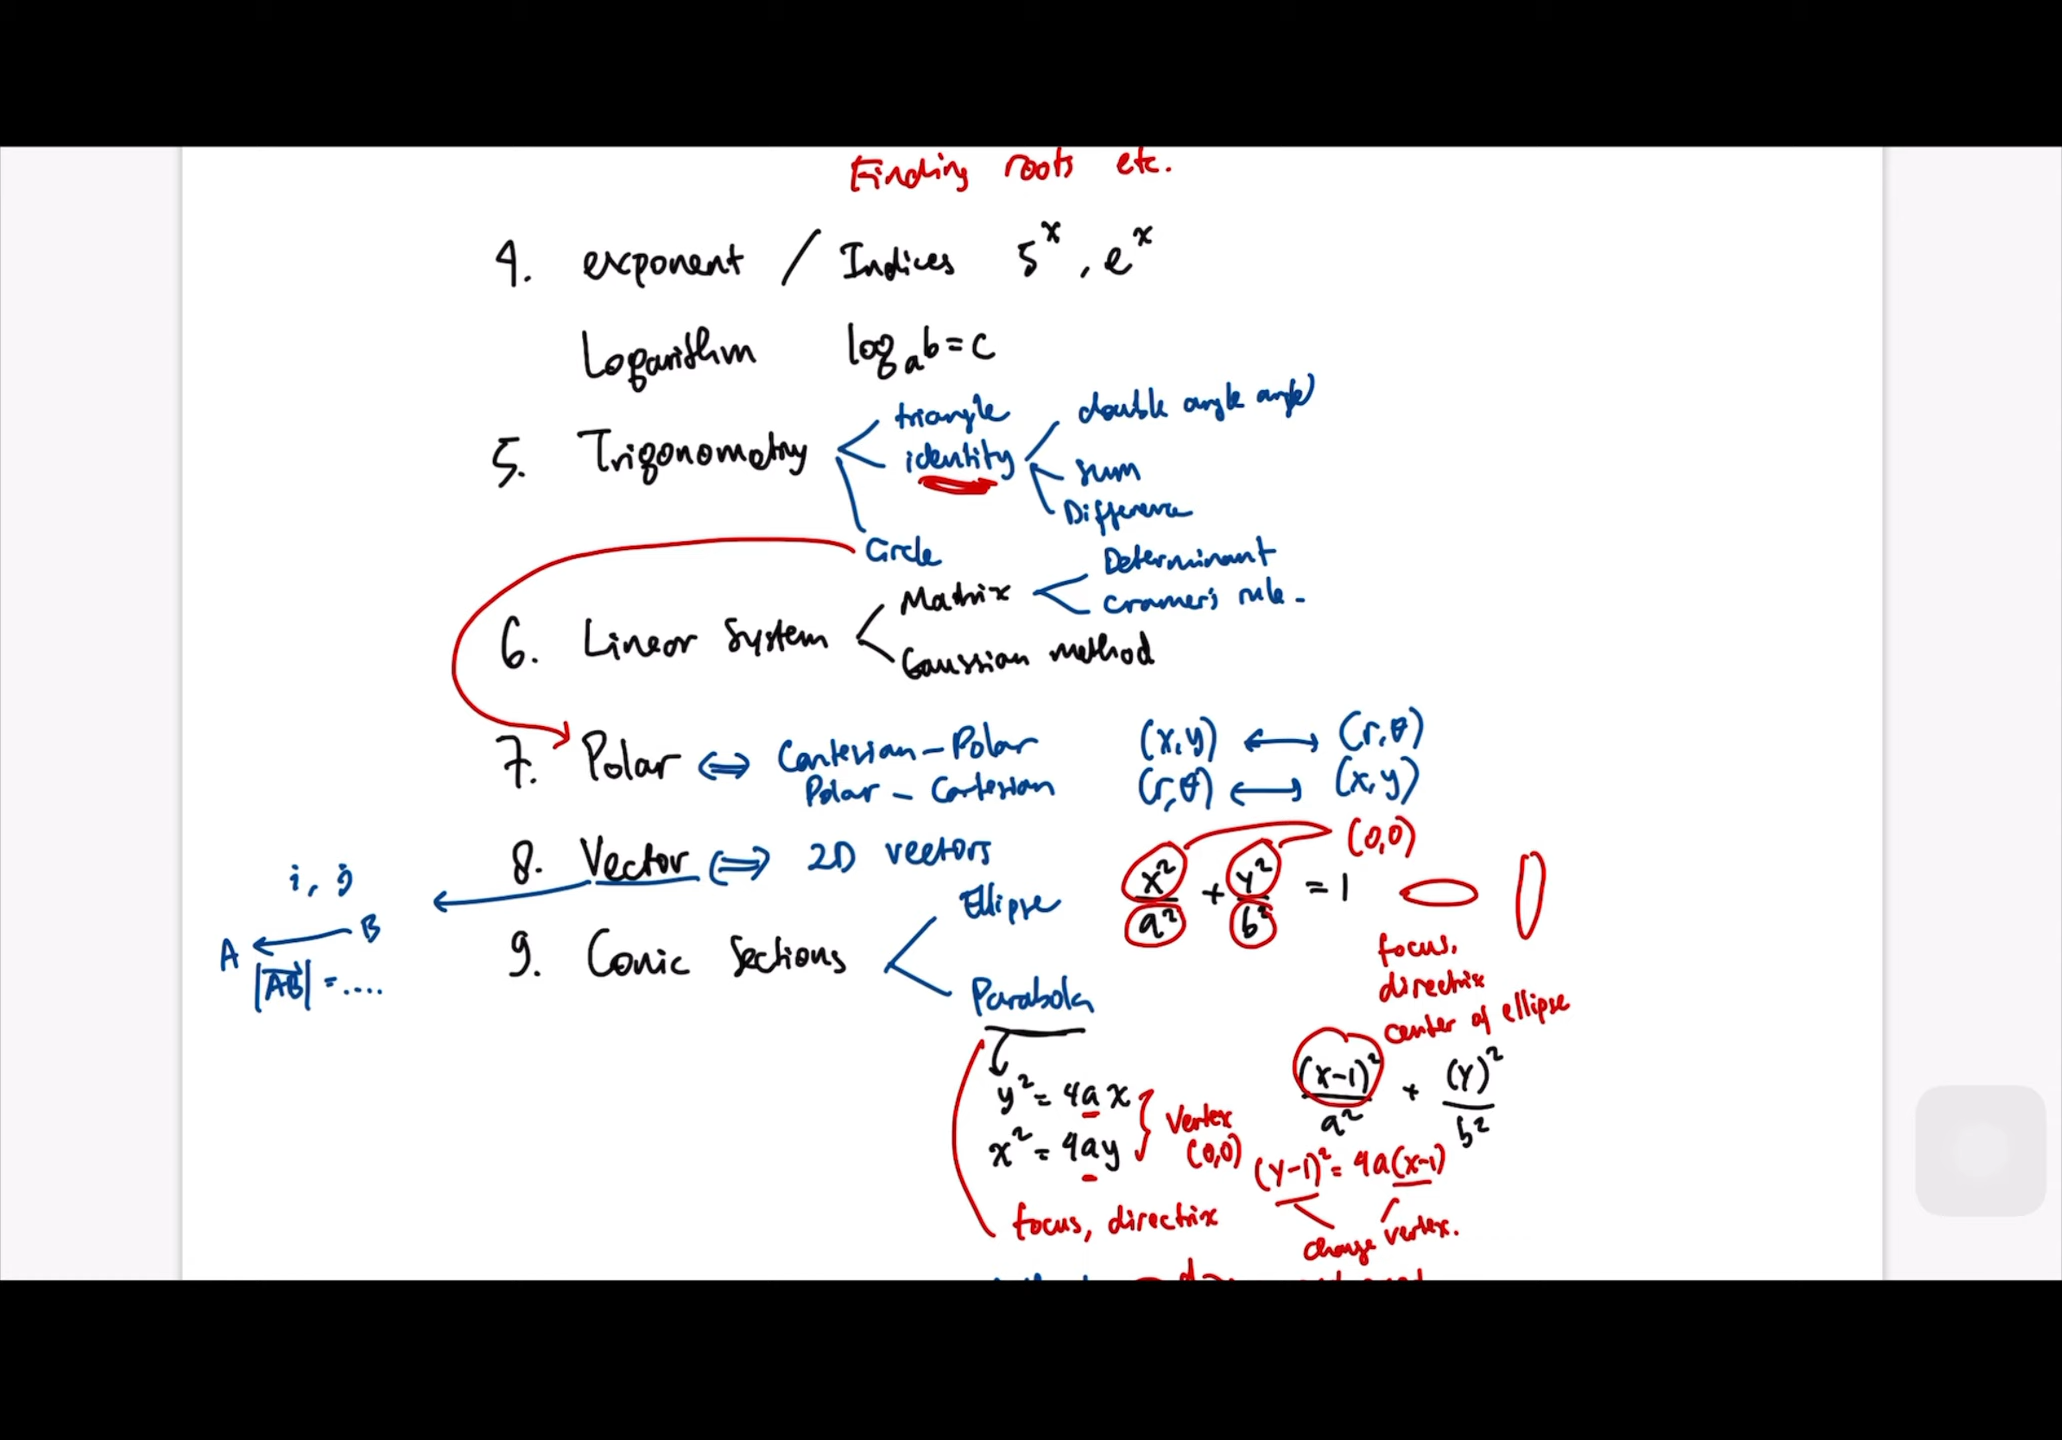 Finding roots etc.
4. exponent / Indices 5^x, e^x
Logarithm log_a b = c
triangle
double angle angle
5. Trigonometry
identity
sum
Difference
Circle
Determinant
Matrix
Cramer's rule -
6. Linear System
Gaussian method
7. Polar ⇔ Cartesian - Polar (x,y) ⟷ (r,θ)
Polar - Cartesian (r,θ) ⟷ (x,y)
8. Vector ⇔ 2D vectors
(0,0)
i, j
A B
|AB| = ....
Ellipse x²/a² + y²/b² = 1
9. Conic Sections
focus,
directrix
center of ellipse
Parabola
y² = 4ax
x² = 4ay
Vertex
(0,0)
(x-1)²/a² + (y)²/b²
(y-1)² = 4a(x-1)
change vertex.
focus, directrix